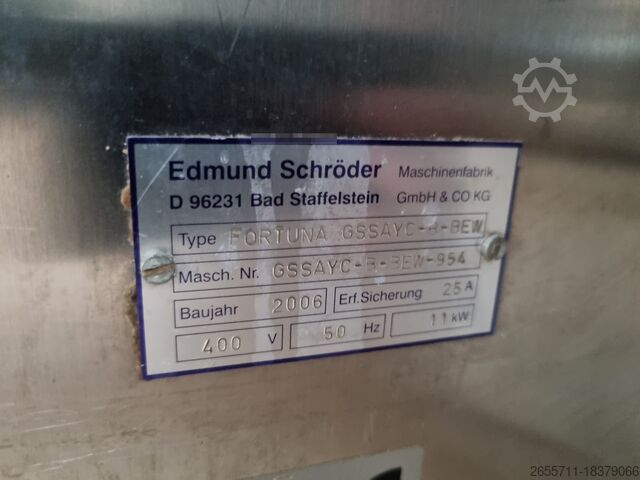 Edmund Schröder Maschinenfabrik
D 96231 Bad Staffelstein GmbH & CO KG
Type FORTUNA GSSAYC-B-BEW
Masch. Nr. GSSAYC-B-BEW-954
Baujahr 2006 Erf.Sicherung 25 A
400 V 50 Hz 11 kW
2655711-18379066